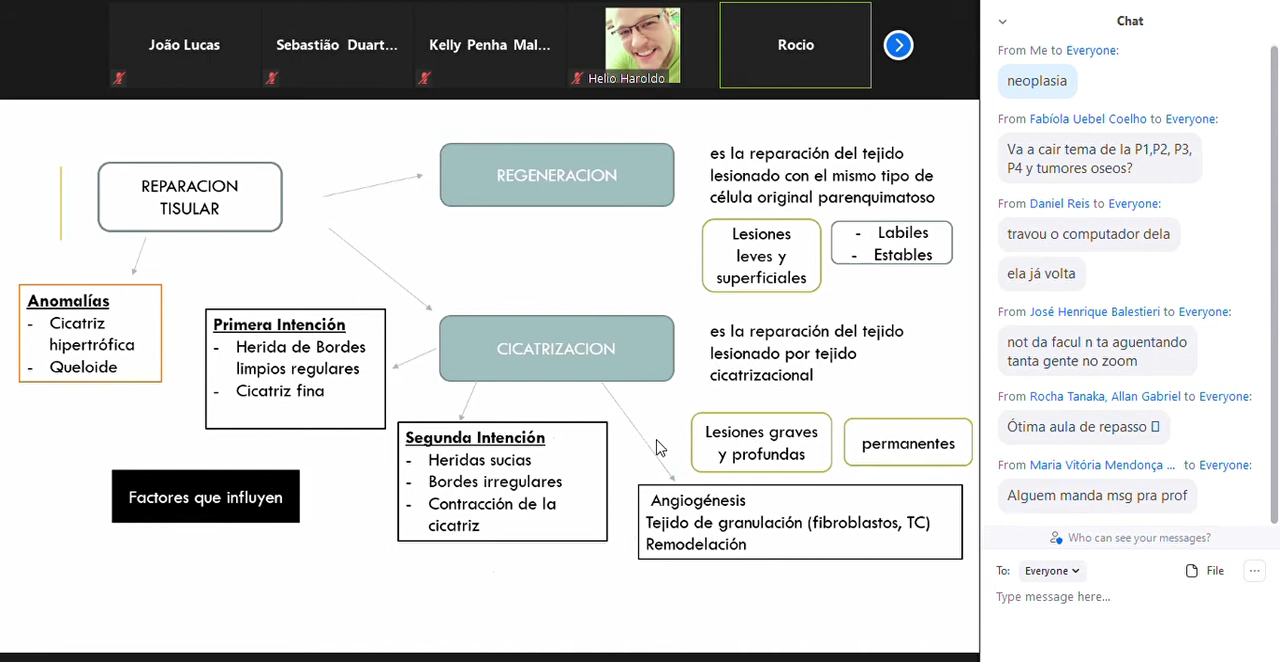 João Lucas
Sebastião Duart...
Kelly Penha Mal...
Helio Haroldo
Rocio
REPARACION
TISULAR
REGENERACION
es la reparación del tejido
lesionado con el mismo tipo de
célula original parenquimatoso
Lesiones
leves y
superficiales
- Labiles
- Estables
Anomalías
- Cicatriz
hipertrófica
- Queloide
Primera Intención
- Herida de Bordes
limpios regulares
- Cicatriz fina
CICATRIZACION
es la reparación del tejido
lesionado por tejido
cicatrizacional
Segunda Intención
- Heridas sucias
- Bordes irregulares
- Contracción de la
cicatriz
Lesiones graves
y profundas
permanentes
Factores que influyen
Angiogénesis
Tejido de granulación (fibroblastos, TC)
Remodelación
Chat
From Me to Everyone:
neoplasia
From Fabíola Uebel Coelho to Everyone:
Va a cair tema de la P1,P2, P3,
P4 y tumores oseos?
From Daniel Reis to Everyone:
travou o computador dela
ela já volta
From José Henrique Balestieri to Everyone:
not da facul n ta aguentando
tanta gente no zoom
From Rocha Tanaka, Allan Gabriel to Everyone:
Ótima aula de repasso
From Maria Vitória Mendonça ... to Everyone:
Alguem manda msg pra prof
Who can see your messages?
To: Everyone File ...
Type message here...